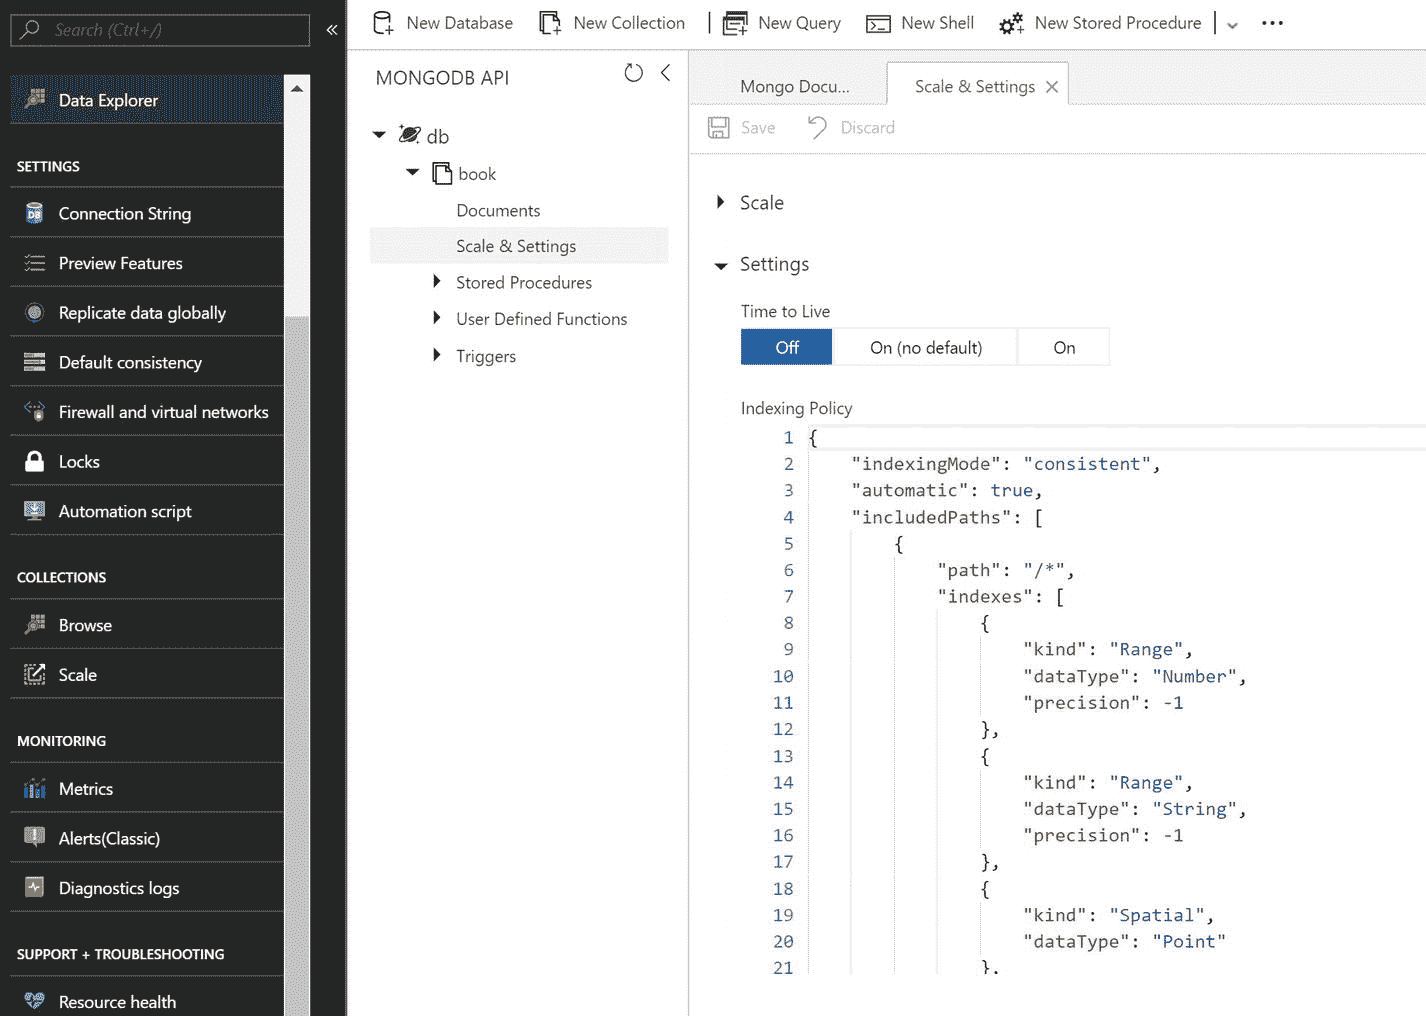 Search (Ctrl+/)
«
Data Explorer
SETTINGS
Connection String
Preview Features
Replicate data globally
Default consistency
Firewall and virtual networks
Locks
Automation script
COLLECTIONS
Browse
Scale
MONITORING
Metrics
Alerts(Classic)
Diagnostics logs
SUPPORT + TROUBLESHOOTING
Resource health
New Database
New Collection
New Query
New Shell
New Stored Procedure
MONGODB API
db
book
Documents
Scale & Settings
Stored Procedures
User Defined Functions
Triggers
Mongo Docu...
Scale & Settings
Save
Discard
Scale
Settings
Time to Live
Off
On (no default)
On
Indexing Policy
1 {
2 "indexingMode": "consistent",
3 "automatic": true,
4 "includedPaths": [
5 {
6 "path": "/*",
7 "indexes": [
8 {
9 "kind": "Range",
10 "dataType": "Number",
11 "precision": -1
12 },
13 {
14 "kind": "Range",
15 "dataType": "String",
16 "precision": -1
17 },
18 {
19 "kind": "Spatial",
20 "dataType": "Point"
21 },